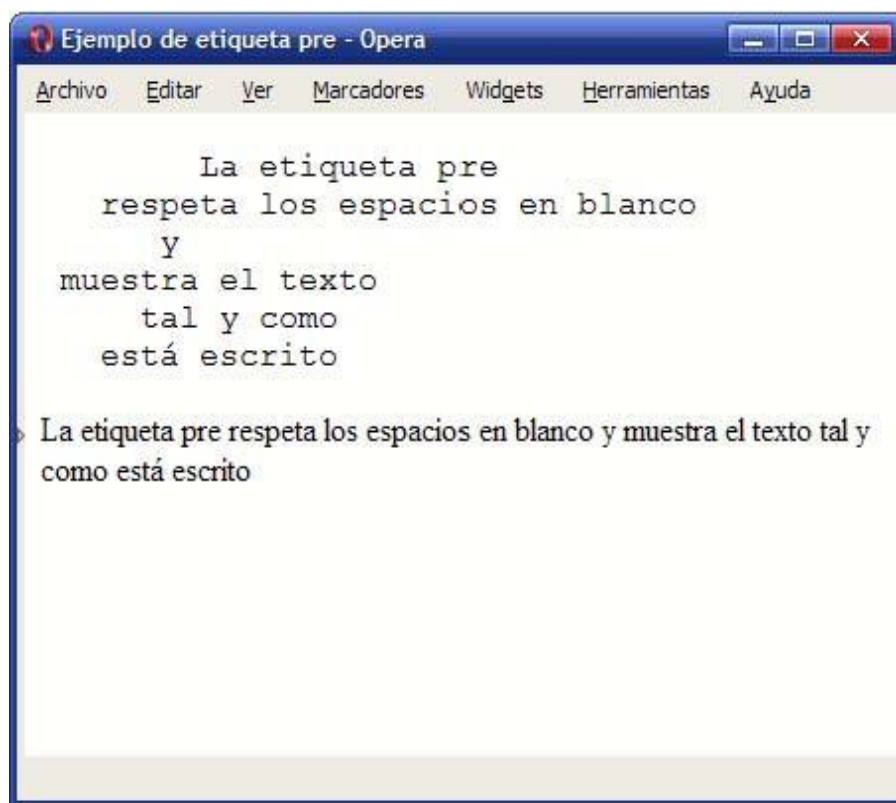 Ejemplo de etiqueta pre - Opera
Archivo Editar Ver Marcadores Widgets Herramientas Ayuda
La etiqueta pre
respeta los espacios en blanco
y
muestra el texto
tal y como
está escrito
La etiqueta pre respeta los espacios en blanco y muestra el texto tal y
como está escrito